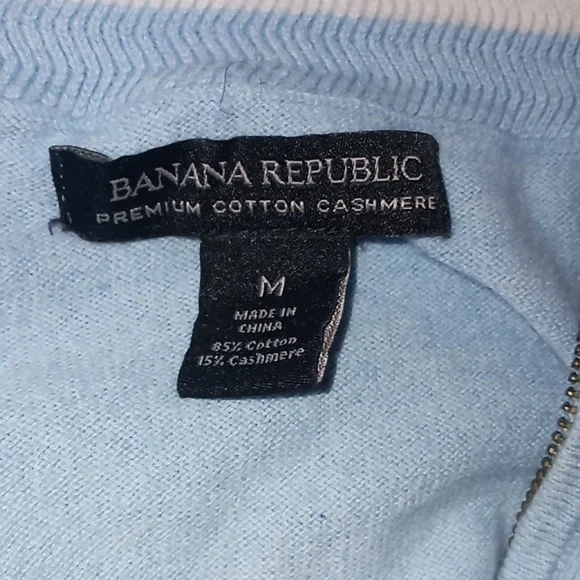 BANANA REPUBLIC
PREMIUM COTTON CASHMERE
M
MADE IN
CHINA
85% Cotton
15% Cashmere